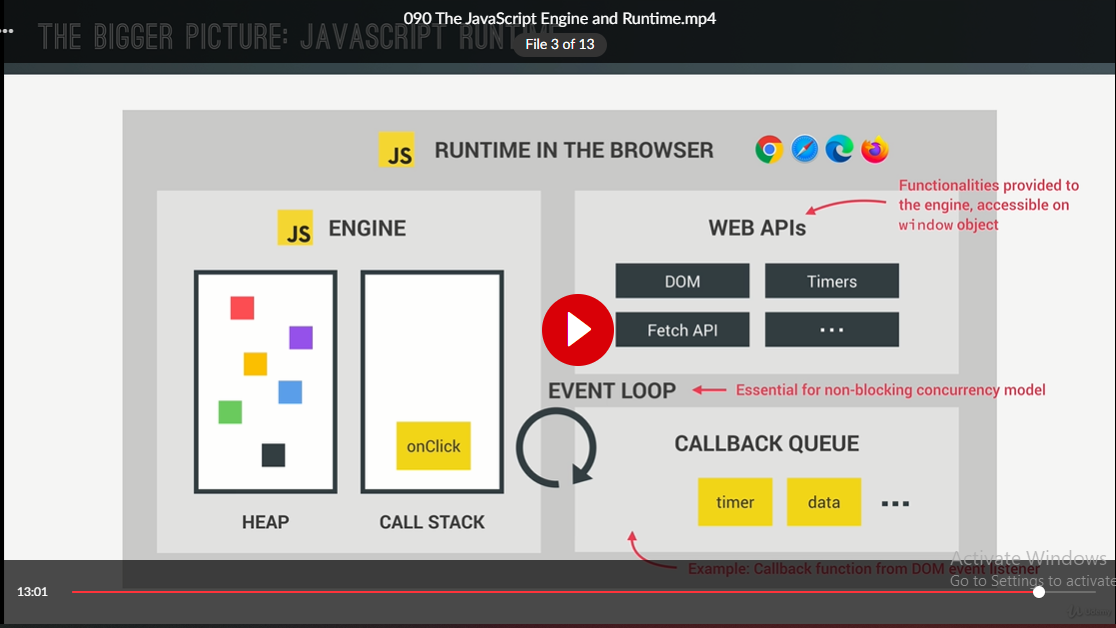 090 The JavaScript Engine and Runtime.mp4
THE BIGGER PICTURE: JAVASCRIPT RUNTIME
File 3 of 13
JS RUNTIME IN THE BROWSER
Functionalities provided to
the engine, accessible on
window object
JS ENGINE
WEB APIs
DOM
Timers
Fetch API
...
EVENT LOOP
Essential for non-blocking concurrency model
onClick
CALLBACK QUEUE
timer
data
...
HEAP
CALL STACK
Example: Callback function from DOM event listener
Activate Windows
Go to Settings to activate
13:01